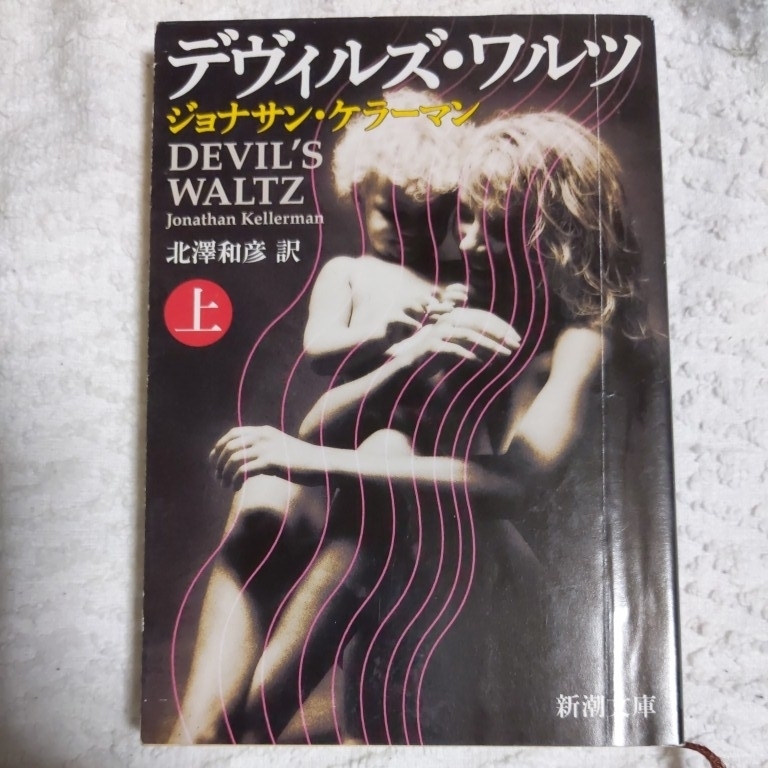 デヴィルズ・ワルツ
ジョナサン・ケラーマン
DEVIL'S
WALTZ
Jonathan Kellerman
北澤和彦 訳
上
新潮文庫